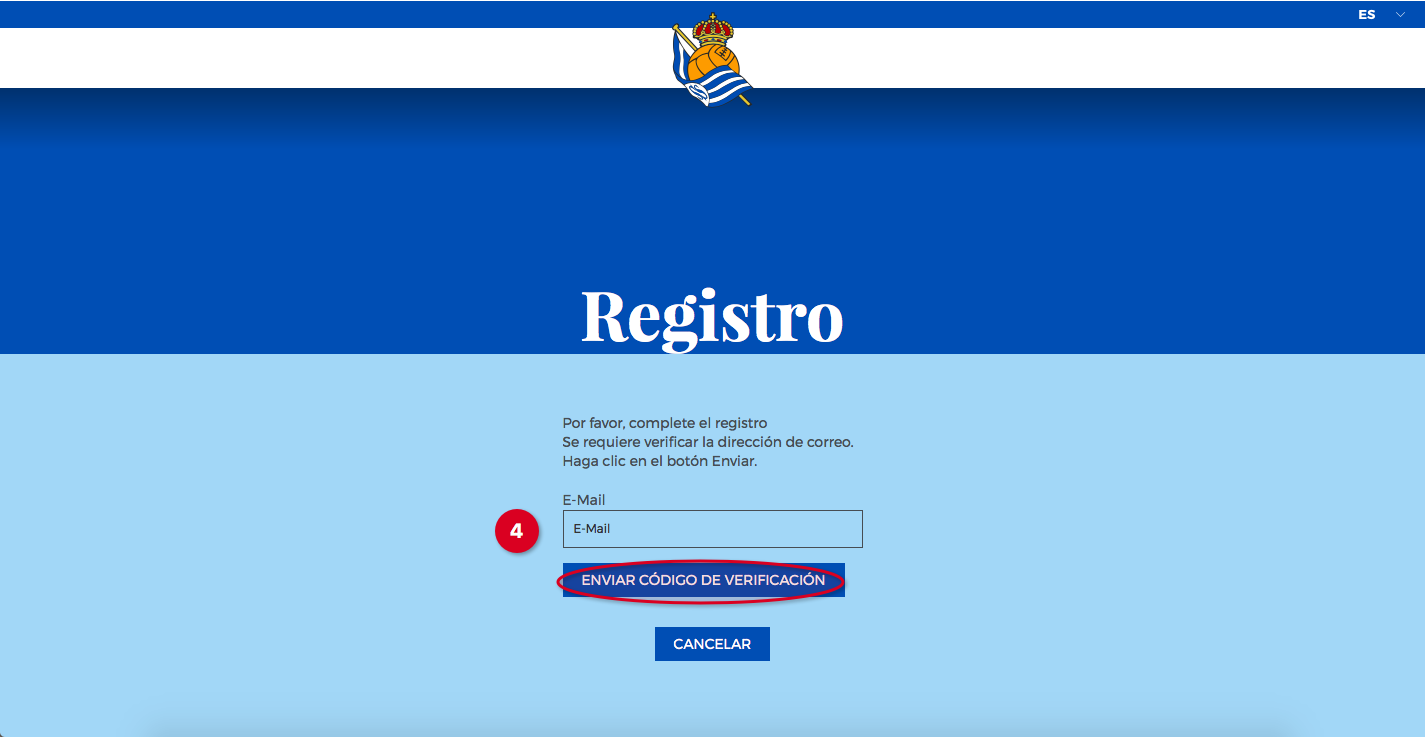 ES
Registro
Por favor, complete el registro
Se requiere verificar la dirección de correo.
Haga clic en el botón Enviar.
E-Mail
4
E-Mail
ENVIAR CÓDIGO DE VERIFICACIÓN
CANCELAR